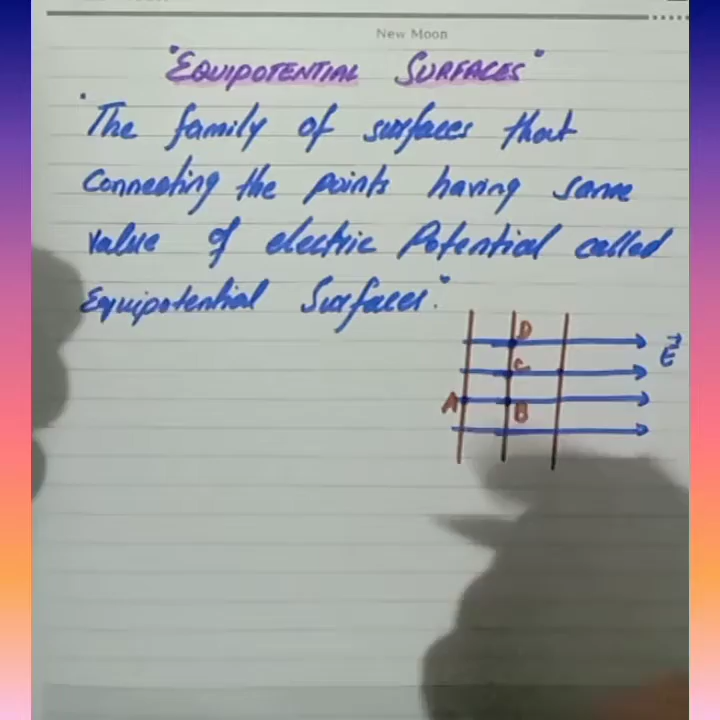 New Moon
"EQUIPOTENTIAL SURFACES"
"The family of surfaces that
connecting the points having same
value of electric Potential called
Equipotential Surfaces."
D
E
C
A
B